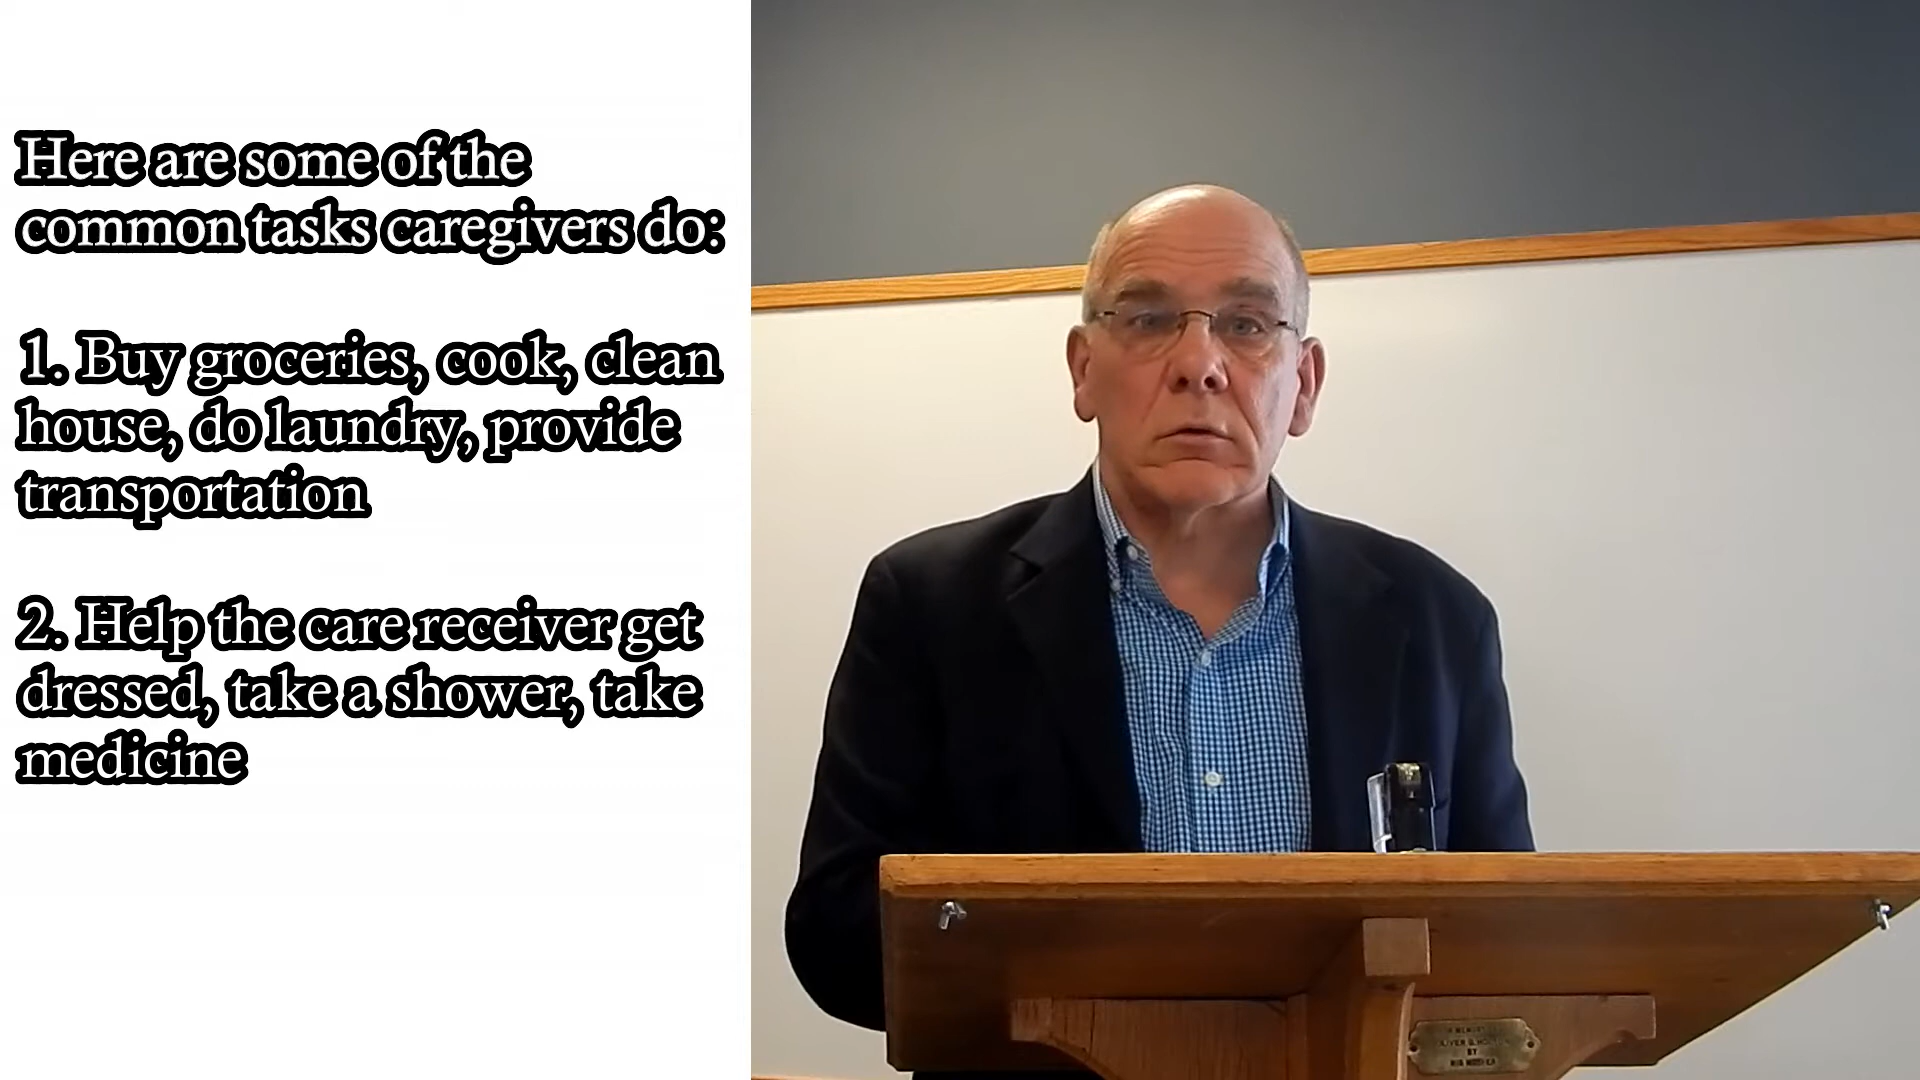 Here are some of the
common tasks caregivers do:
1. Buy groceries, cook, clean
house, do laundry, provide
transportation
2. Help the care receiver get
dressed, take a shower, take
medicine
BY